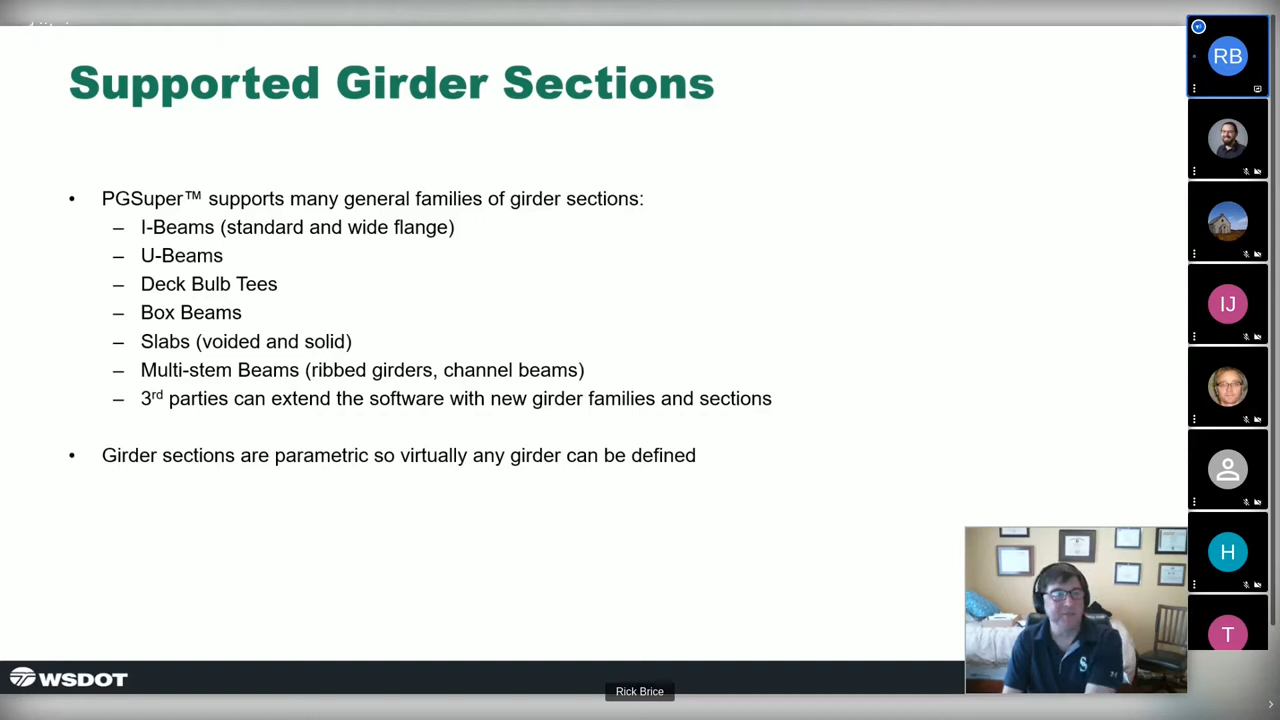 Supported Girder Sections
RB
• PGSuper™ supports many general families of girder sections:
– I-Beams (standard and wide flange)
– U-Beams
– Deck Bulb Tees
– Box Beams
IJ
– Slabs (voided and solid)
– Multi-stem Beams (ribbed girders, channel beams)
– 3rd parties can extend the software with new girder families and sections
• Girder sections are parametric so virtually any girder can be defined
H
T
S
WSDOT
Rick Brice